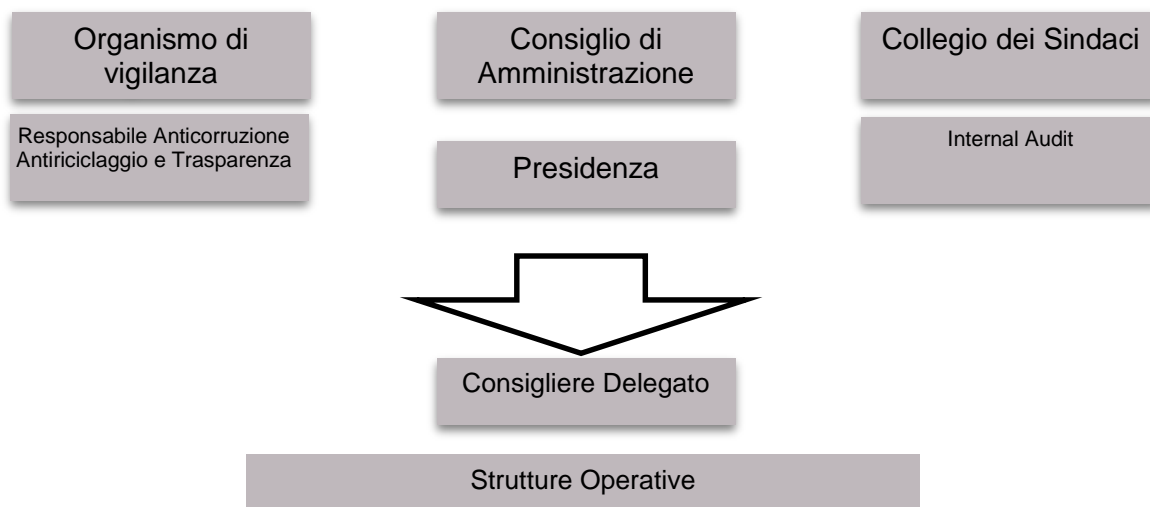 Organismo di
vigilanza
Consiglio di
Amministrazione
Collegio dei Sindaci
Responsabile Anticorruzione
Antiriciclaggio e Trasparenza
Presidenza
Internal Audit
Consigliere Delegato
Strutture Operative